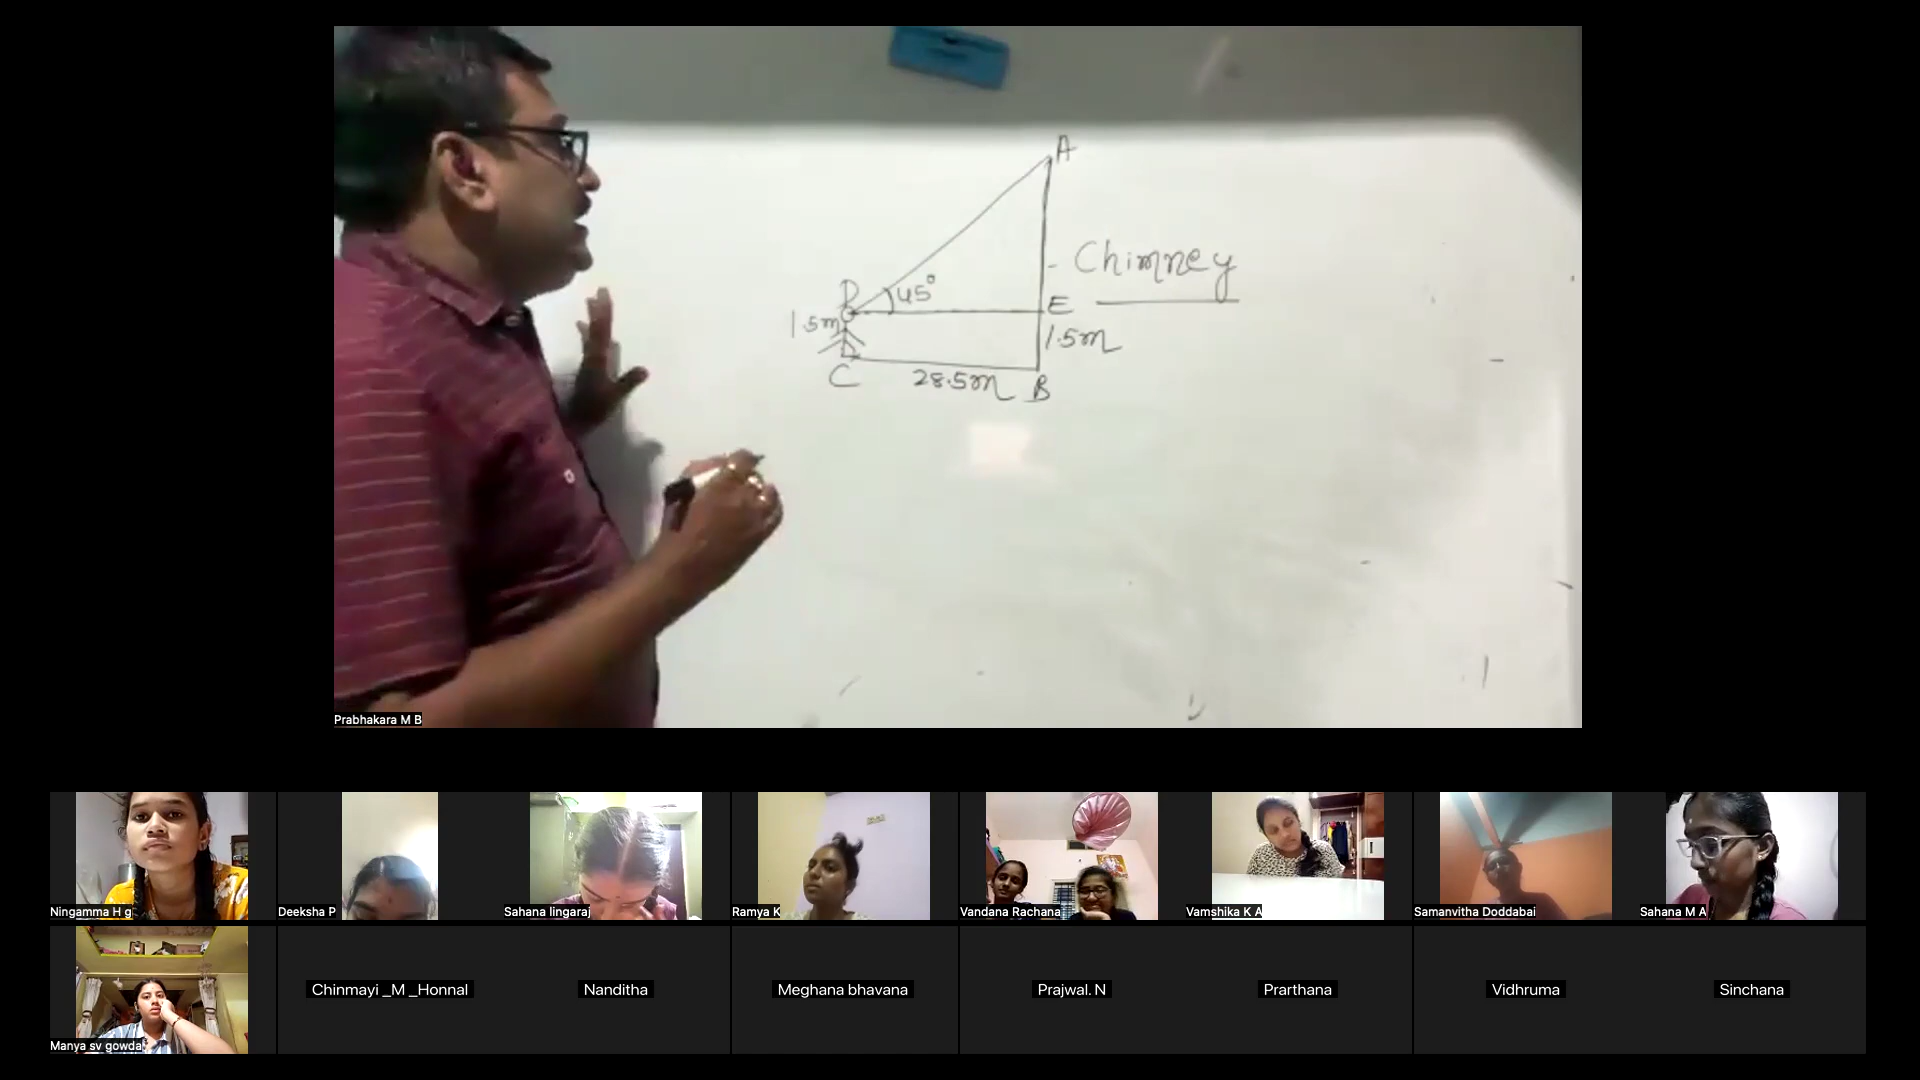 A
Chimney
D
45°
E
1.5m
1.5m
C
28.5m
B
Prabhakara M B
Ningamma H g
Deeksha P
Sahana lingaraj
Ramya K
Vandana Rachana
Vamshika K A
Samanvitha Doddabai
Sahana M A
Manya sv gowda
Chinmayi _M _Honnal
Nanditha
Meghana bhavana
Prajwal. N
Prarthana
Vidhruma
Sinchana